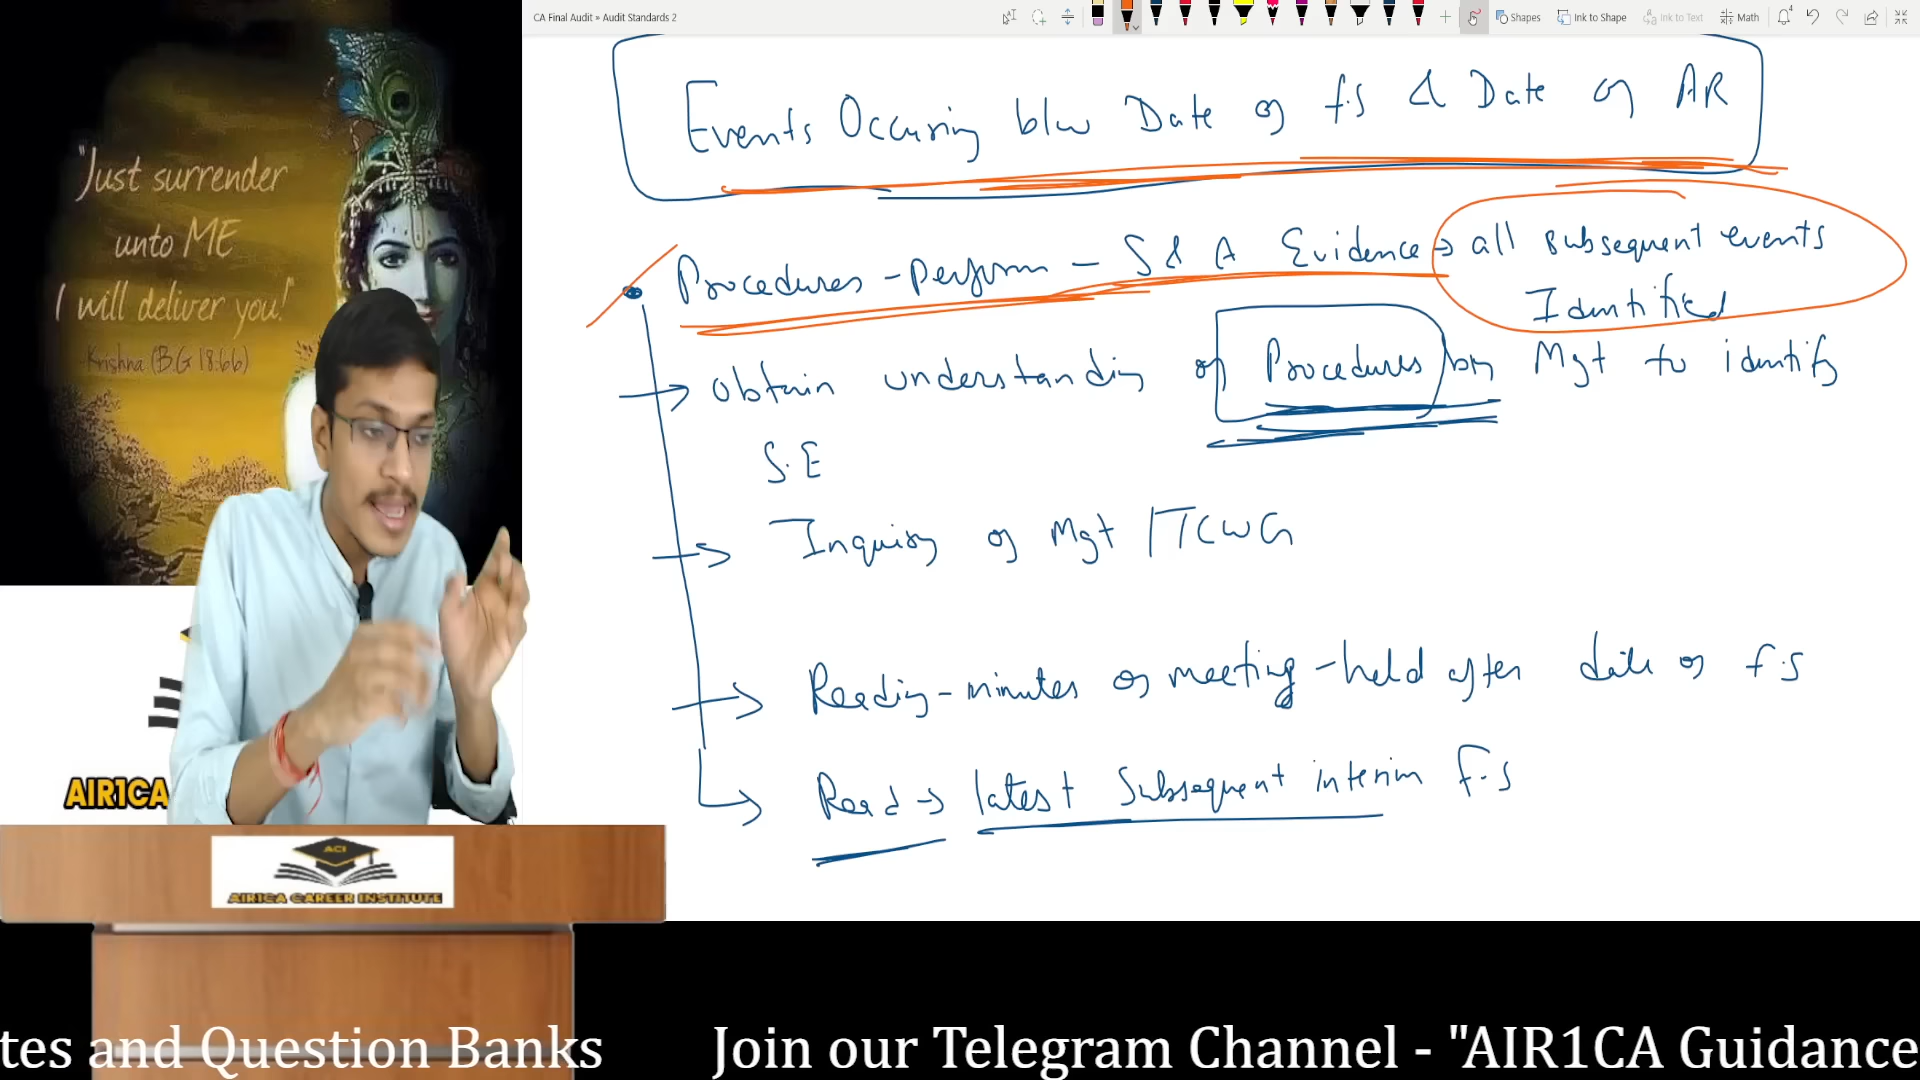 CA Final Audit » Audit Standards 2
Shapes
Ink to Shape
Ink to Text
Math
"Just surrender
unto ME
I will deliver you!"
Krishna (B.G 18:66)
Events Occuring b/w Date of f.s & Date of AR
Procedures - perform - S & A Evidence → all subsequent events
Identified
obtain understanding of Procedures by Mgt to identify
S.E
Inquiry of Mgt / TCWG
Reading - minutes of meeting - held after date of f.s
Read → latest Subsequent interim f.s
AIR1CA
ACI
AIR1CA CAREER INSTITUTE
tes and Question Banks
Join our Telegram Channel - "AIR1CA Guidance